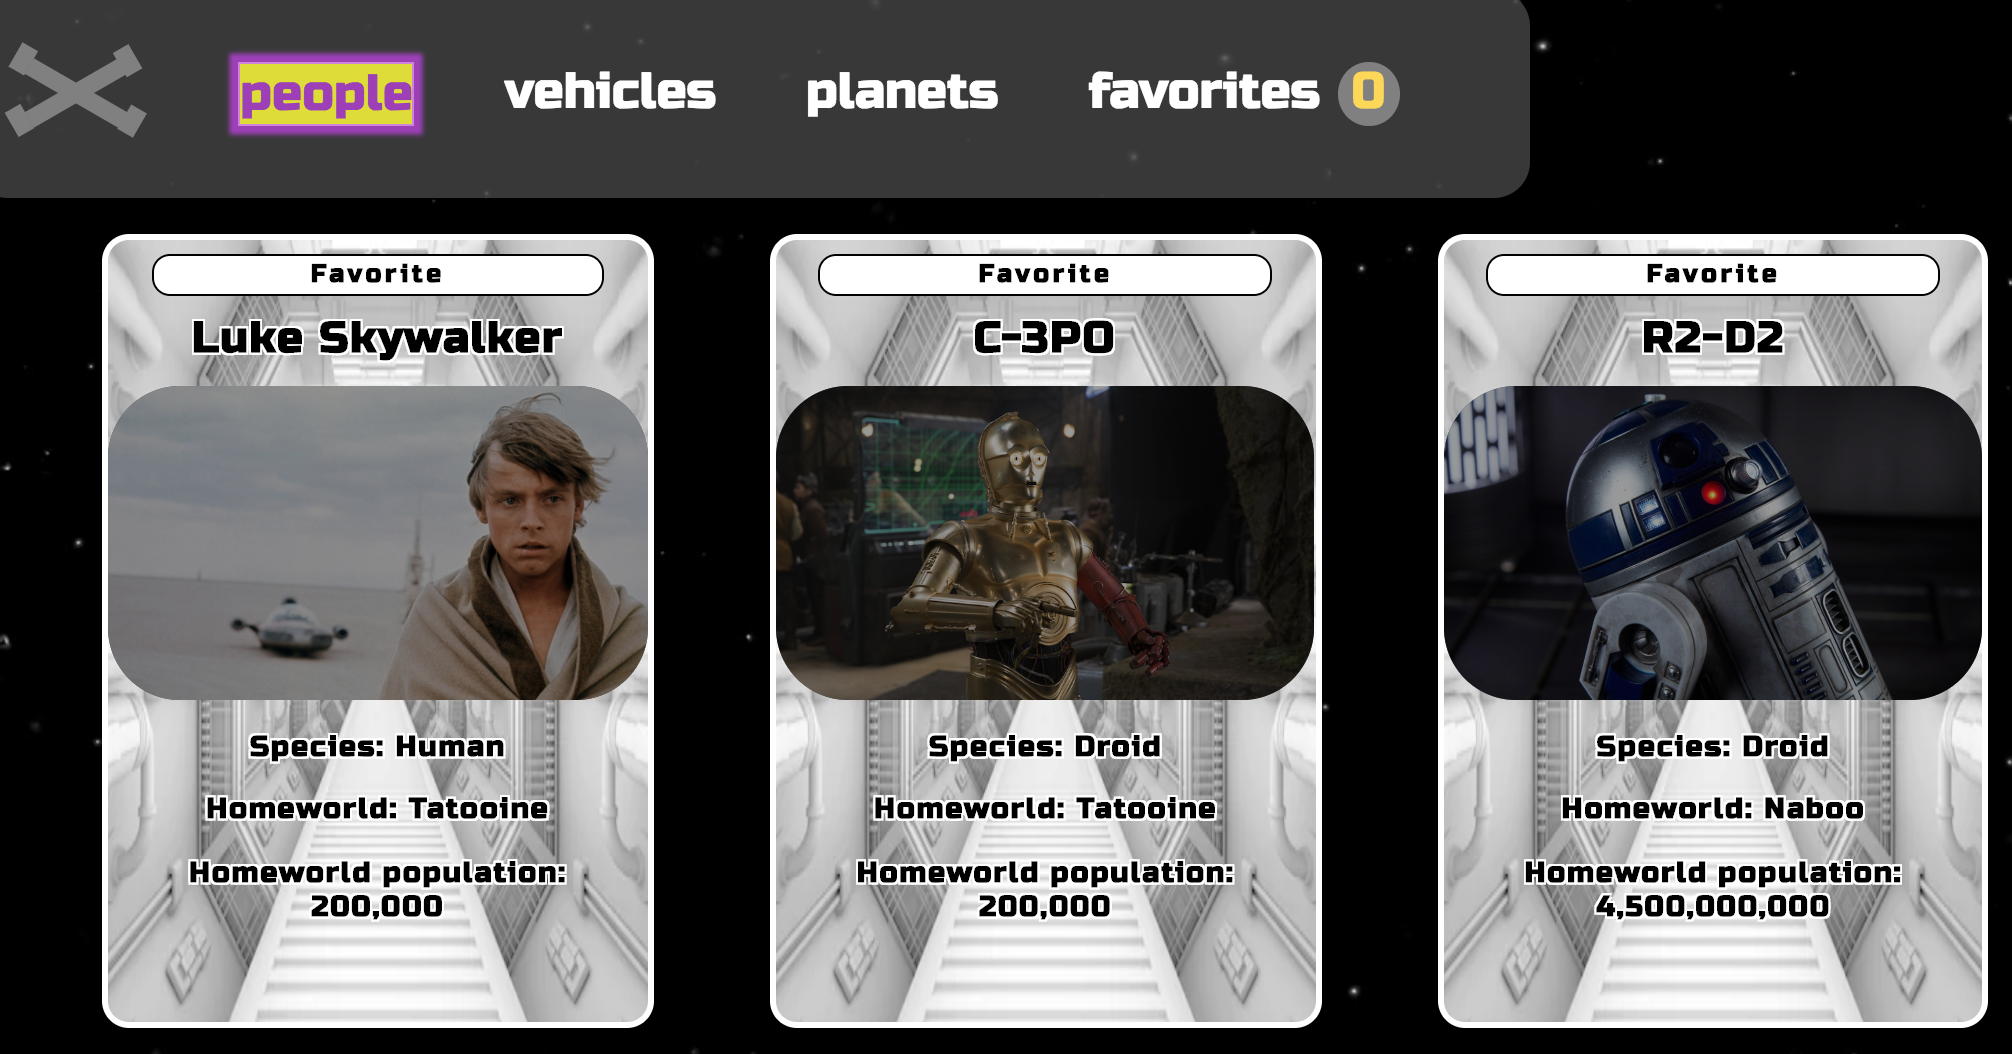 people vehicles planets favorites 0
Favorite
Luke Skywalker
Species: Human
Homeworld: Tatooine
Homeworld population:
200,000
Favorite
C-3PO
Species: Droid
Homeworld: Tatooine
Homeworld population:
200,000
Favorite
R2-D2
Species: Droid
Homeworld: Naboo
Homeworld population:
4,500,000,000